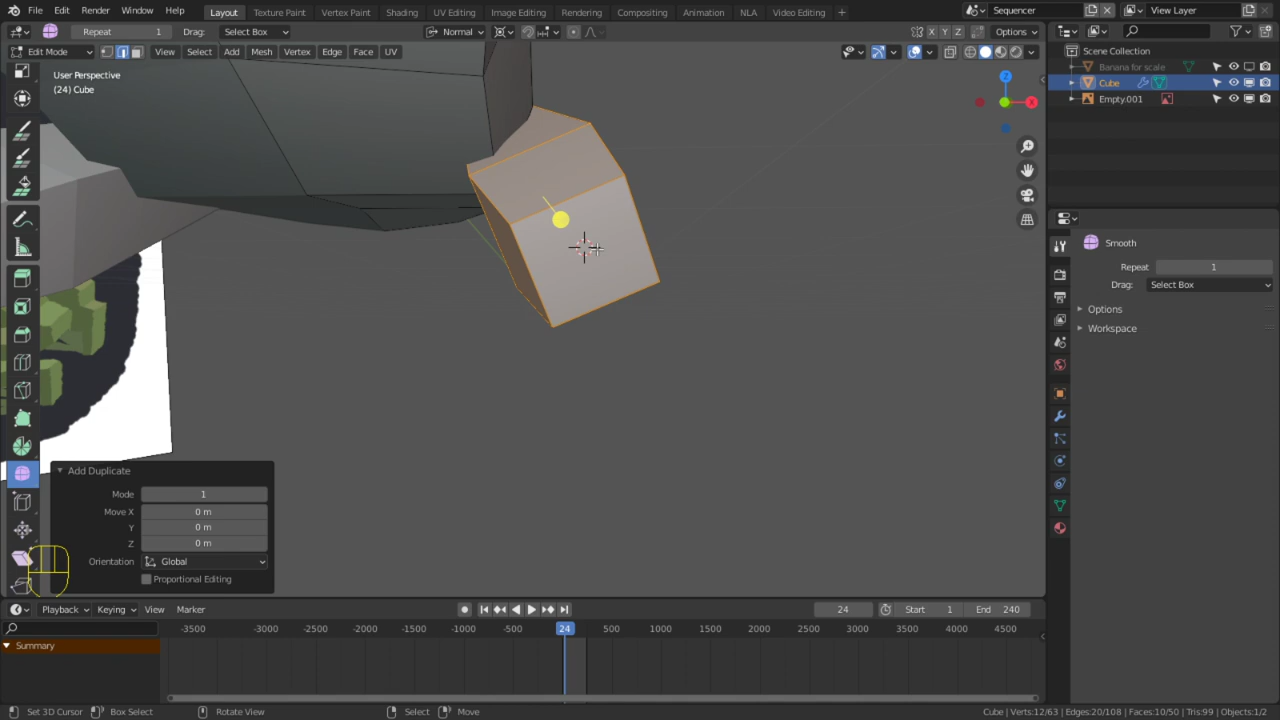 File Edit Render Window Help Layout Texture Paint Vertex Paint Shading UV Editing Image Editing Rendering Compositing Animation NLA Video Editing + Sequencer View Layer
Repeat 1 Drag: Select Box Normal X Y Z Options
Edit Mode View Select Add Mesh Vertex Edge Face UV
User Perspective
(24) Cube
Z
X
Scene Collection
Banana for scale
Cube
Empty.001
Smooth
Repeat 1
Drag: Select Box
Options
Workspace
Add Duplicate
Mode 1
Move X 0 m
Y 0 m
Z 0 m
Orientation Global
Proportional Editing
Playback Keying View Marker 24 Start 1 End 240
-3500 -3000 -2500 -2000 -1500 -1000 -500 24 500 1000 1500 2000 2500 3000 3500 4000 4500
Summary
Set 3D Cursor Box Select Rotate View Select Move Cube | Verts:12/63 | Edges:20/108 | Faces:10/50 | Tris:99 | Objects:1/2